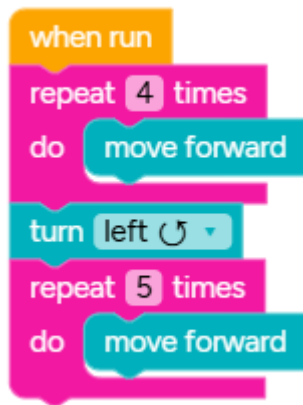 when run
repeat 4 times
do move forward
turn left ↺ ▾
repeat 5 times
do move forward